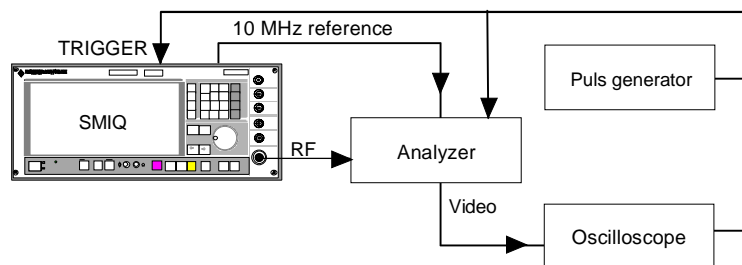 10 MHz reference
TRIGGER
Puls generator
SMIQ
RF
Analyzer
Video
Oscilloscope